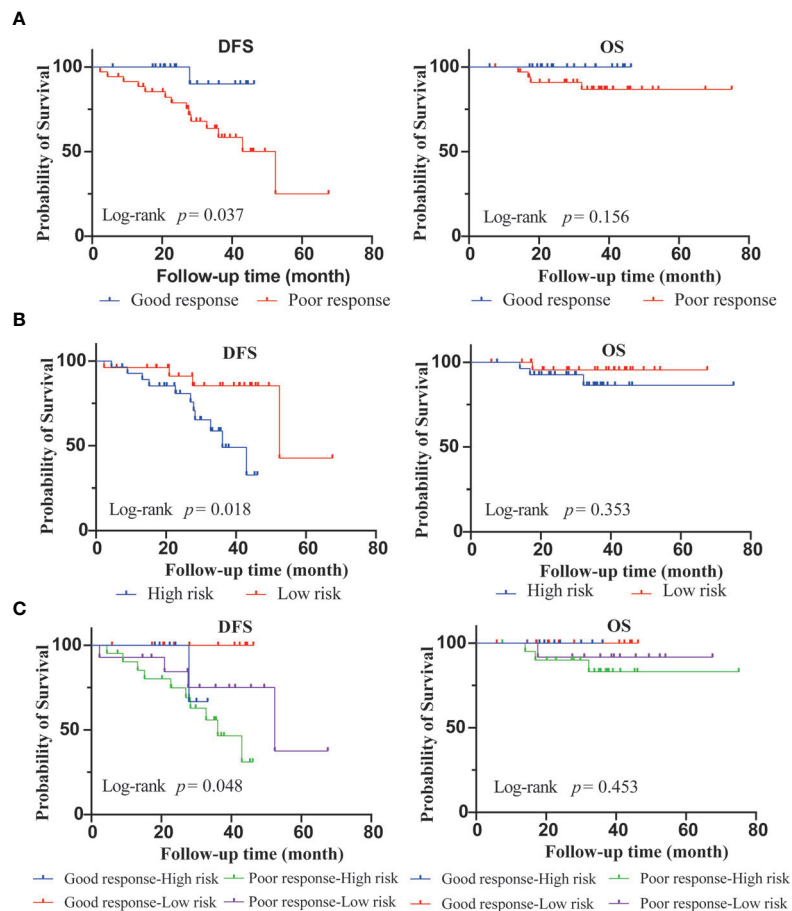 A
DFS
OS
Probability of Survival
100
50
Log-rank p = 0.037
0 20 40 60 80
Follow-up time (month)
Good response Poor response
Probability of Survival
100
50
0
Log-rank p = 0.156
0 20 40 60 80
Follow-up time (month)
Good response Poor response
B
DFS
OS
Probability of Survival
100
50
0
Log-rank p = 0.018
0 20 40 60 80
Follow-up time (month)
High risk Low risk
Probability of Survival
100
50
0
Log-rank p = 0.353
0 20 40 60 80
Follow-up time (month)
High risk Low risk
C
DFS
OS
Probability of Survival
100
50
0
Log-rank p = 0.048
0 20 40 60 80
Follow-up time (month)
Probability of Survival
100
50
0
Log-rank p = 0.453
0 20 40 60 80
Follow-up time (month)
Good response-High risk Poor response-High risk Good response-High risk Poor response-High risk
Good response-Low risk Poor response-Low risk Good response-Low risk Poor response-Low risk